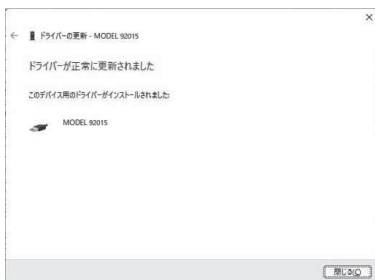 ドライバーの更新 - MODEL 92015
ドライバーが正常に更新されました
このデバイス用のドライバーがインストールされました:
MODEL 92015
閉じる(C)